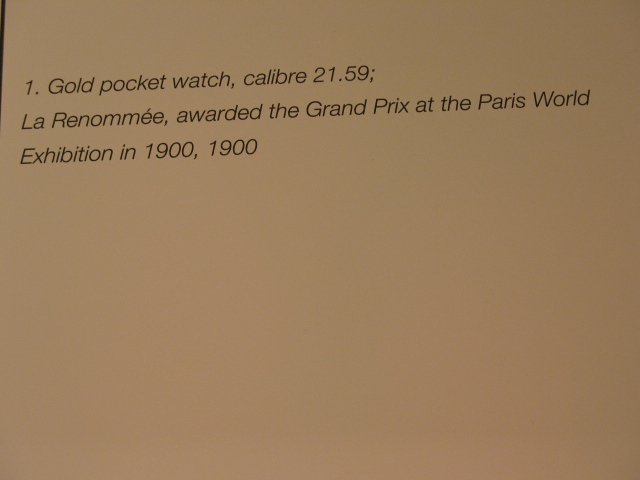 1. Gold pocket watch, calibre 21.59;
La Renommée, awarded the Grand Prix at the Paris World
Exhibition in 1900, 1900